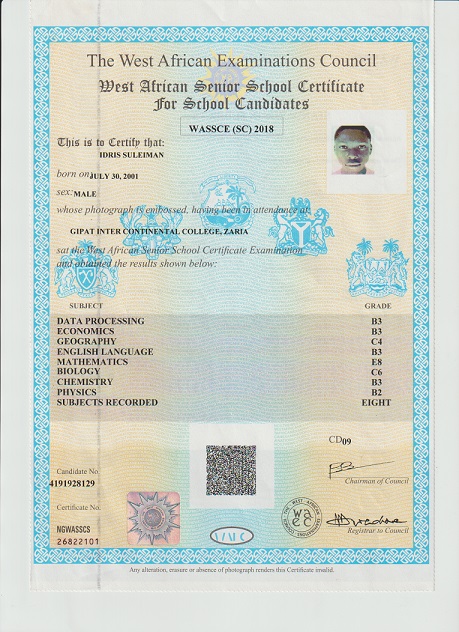 The West African Examinations Council
West African Senior School Certificate
For School Candidates
WASSCE (SC) 2018
This is to Certify that:
IDRIS SULEIMAN
born on JULY 30, 2001
sex: MALE
whose photograph is embossed, having been in attendance at
GIPAT INTER CONTINENTAL COLLEGE, ZARIA
sat the West African Senior School Certificate Examination
and obtained the results shown below:
SUBJECT GRADE
DATA PROCESSING B3
ECONOMICS B3
GEOGRAPHY C4
ENGLISH LANGUAGE B3
MATHEMATICS E8
BIOLOGY C6
CHEMISTRY B3
PHYSICS B2
SUBJECTS RECORDED EIGHT
CD09
Candidate No.
4191928129
Chairman of Council
Certificate No.
NGWASSCS
26822101
Registrar to Council
Any alteration, erasure or absence of photograph renders this Certificate invalid.